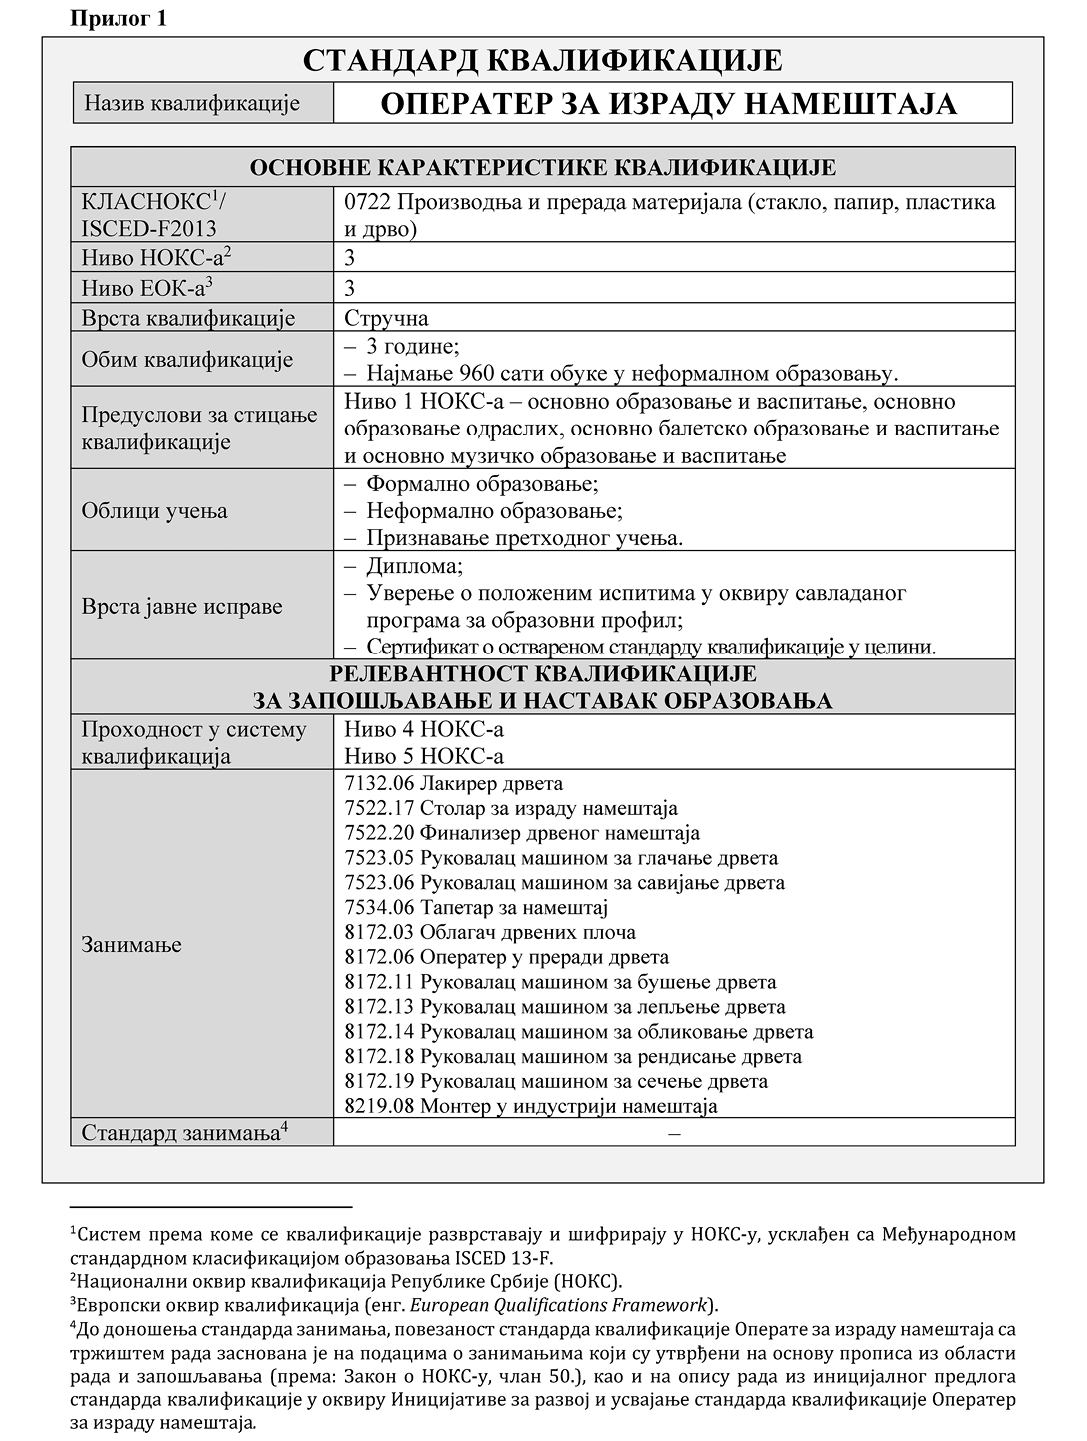 Прилог 1
СТАНДАРД КВАЛИФИКАЦИЈЕ
Назив квалификације
ОПЕРАТЕР ЗА ИЗРАДУ НАМЕШТАЈА
ОСНОВНЕ КАРАКТЕРИСТИКЕ КВАЛИФИКАЦИЈЕ
КЛАСНОКС¹/
ISCED-F2013
0722 Производња и прерада материјала (стакло, папир, пластика
и дрво)
Ниво НОКС-а²
3
Ниво ЕОК-а³
3
Врста квалификације
Стручна
Обим квалификације
– 3 године;
– Најмање 960 сати обуке у неформалном образовању.
Предуслови за стицање
квалификације
Ниво 1 НОКС-а – основно образовање и васпитање, основно
образовање одраслих, основно балетско образовање и васпитање
и основно музичко образовање и васпитање
Облици учења
– Формално образовање;
– Неформално образовање;
– Признавање претходног учења.
Врста јавне исправе
– Диплома;
– Уверење о положеним испитима у оквиру савладаног
програма за образовни профил;
– Сертификат о оствареном стандарду квалификације у целини.
РЕЛЕВАНТНОСТ КВАЛИФИКАЦИЈЕ
ЗА ЗАПОШЉАВАЊЕ И НАСТАВАК ОБРАЗОВАЊА
Проходност у систему
квалификација
Ниво 4 НОКС-а
Ниво 5 НОКС-а
Занимање
7132.06 Лакирер дрвета
7522.17 Столар за израду намештаја
7522.20 Финализер дрвеног намештаја
7523.05 Руковалац машином за глачање дрвета
7523.06 Руковалац машином за савијање дрвета
7534.06 Тапетар за намештај
8172.03 Облагач дрвених плоча
8172.06 Оператер у преради дрвета
8172.11 Руковалац машином за бушење дрвета
8172.13 Руковалац машином за лепљење дрвета
8172.14 Руковалац машином за обликовање дрвета
8172.18 Руковалац машином за рендисање дрвета
8172.19 Руковалац машином за сечење дрвета
8219.08 Монтер у индустрији намештаја
Стандард занимања⁴
–
¹Систем према коме се квалификације разврставају и шифрирају у НОКС-у, усклађен са Међународном
стандардном класификацијом образовања ISCED 13-F.
²Национални оквир квалификација Републике Србије (НОКС).
³Европски оквир квалификација (енг. European Qualifications Framework).
⁴До доношења стандарда занимања, повезаност стандарда квалификације Операте за израду намештаја са
тржиштем рада заснована је на подацима о занимањима који су утврђени на основу прописа из области
рада и запошљавања (према: Закон о НОКС-у, члан 50.), као и на опису рада из иницијалног предлога
стандарда квалификације у оквиру Иницијативе за развој и усвајање стандарда квалификације Оператер
за израду намештаја.